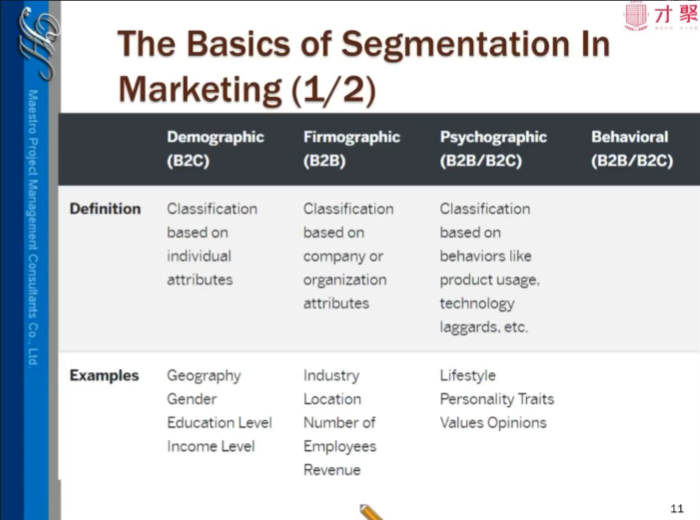 才聚
The Basics of Segmentation In
Marketing (1/2)
Maestro Project Management Consultants Co., Ltd.
Demographic
(B2C)
Firmographic
(B2B)
Psychographic
(B2B/B2C)
Behavioral
(B2B/B2C)
Definition
Classification
based on
individual
attributes
Classification
based on
company or
organization
attributes
Classification
based on
behaviors like
product usage,
technology
laggards, etc.
Examples
Geography
Gender
Education Level
Income Level
Industry
Location
Number of
Employees
Revenue
Lifestyle
Personality Traits
Values Opinions
11